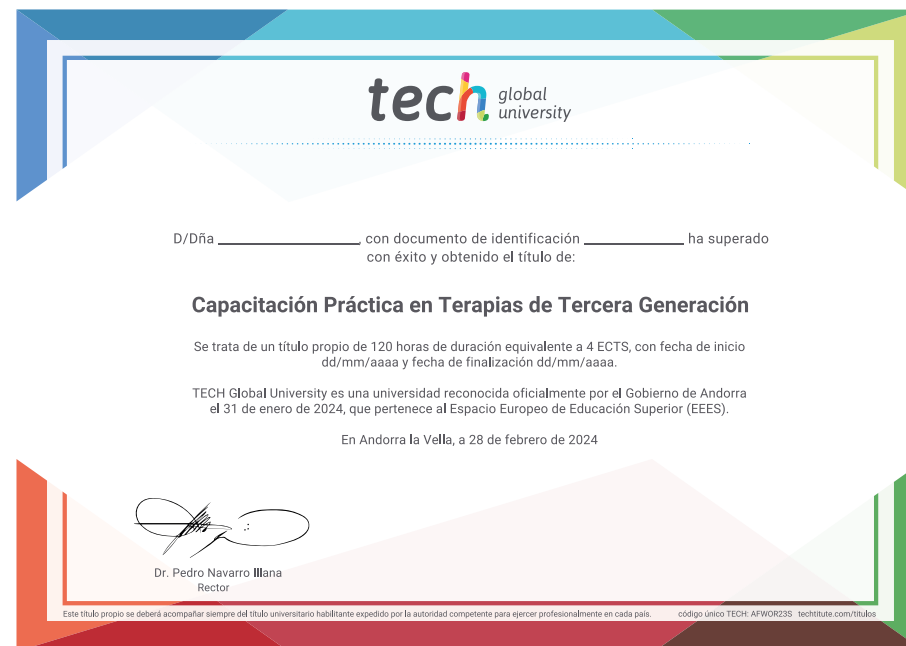 tech global university
D/Dña ______________, con documento de identificación __________ ha superado
con éxito y obtenido el título de:
Capacitación Práctica en Terapias de Tercera Generación
Se trata de un título propio de 120 horas de duración equivalente a 4 ECTS, con fecha de inicio
dd/mm/aaaa y fecha de finalización dd/mm/aaaa.
TECH Global University es una universidad reconocida oficialmente por el Gobierno de Andorra
el 31 de enero de 2024, que pertenece al Espacio Europeo de Educación Superior (EEES).
En Andorra la Vella, a 28 de febrero de 2024
Dr. Pedro Navarro Illana
Rector
Este título propio se deberá acompañar siempre del título universitario habilitante expedido por la autoridad competente para ejercer profesionalmente en cada país. código único TECH: AFWOR23S techtitute.com/titulos